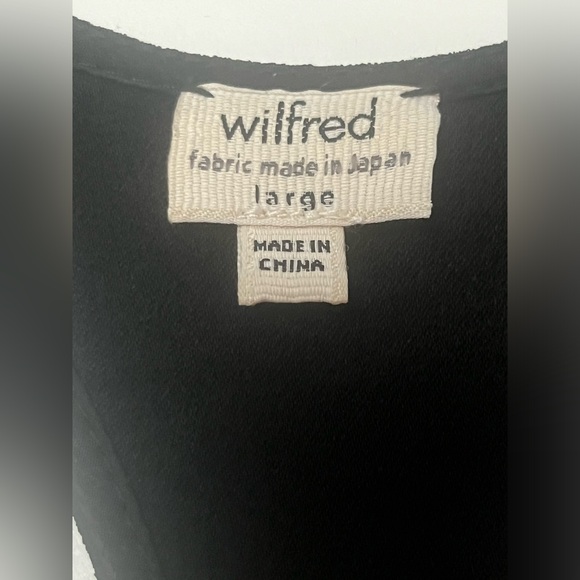 wilfred
fabric made in Japan
large
MADE IN
CHINA